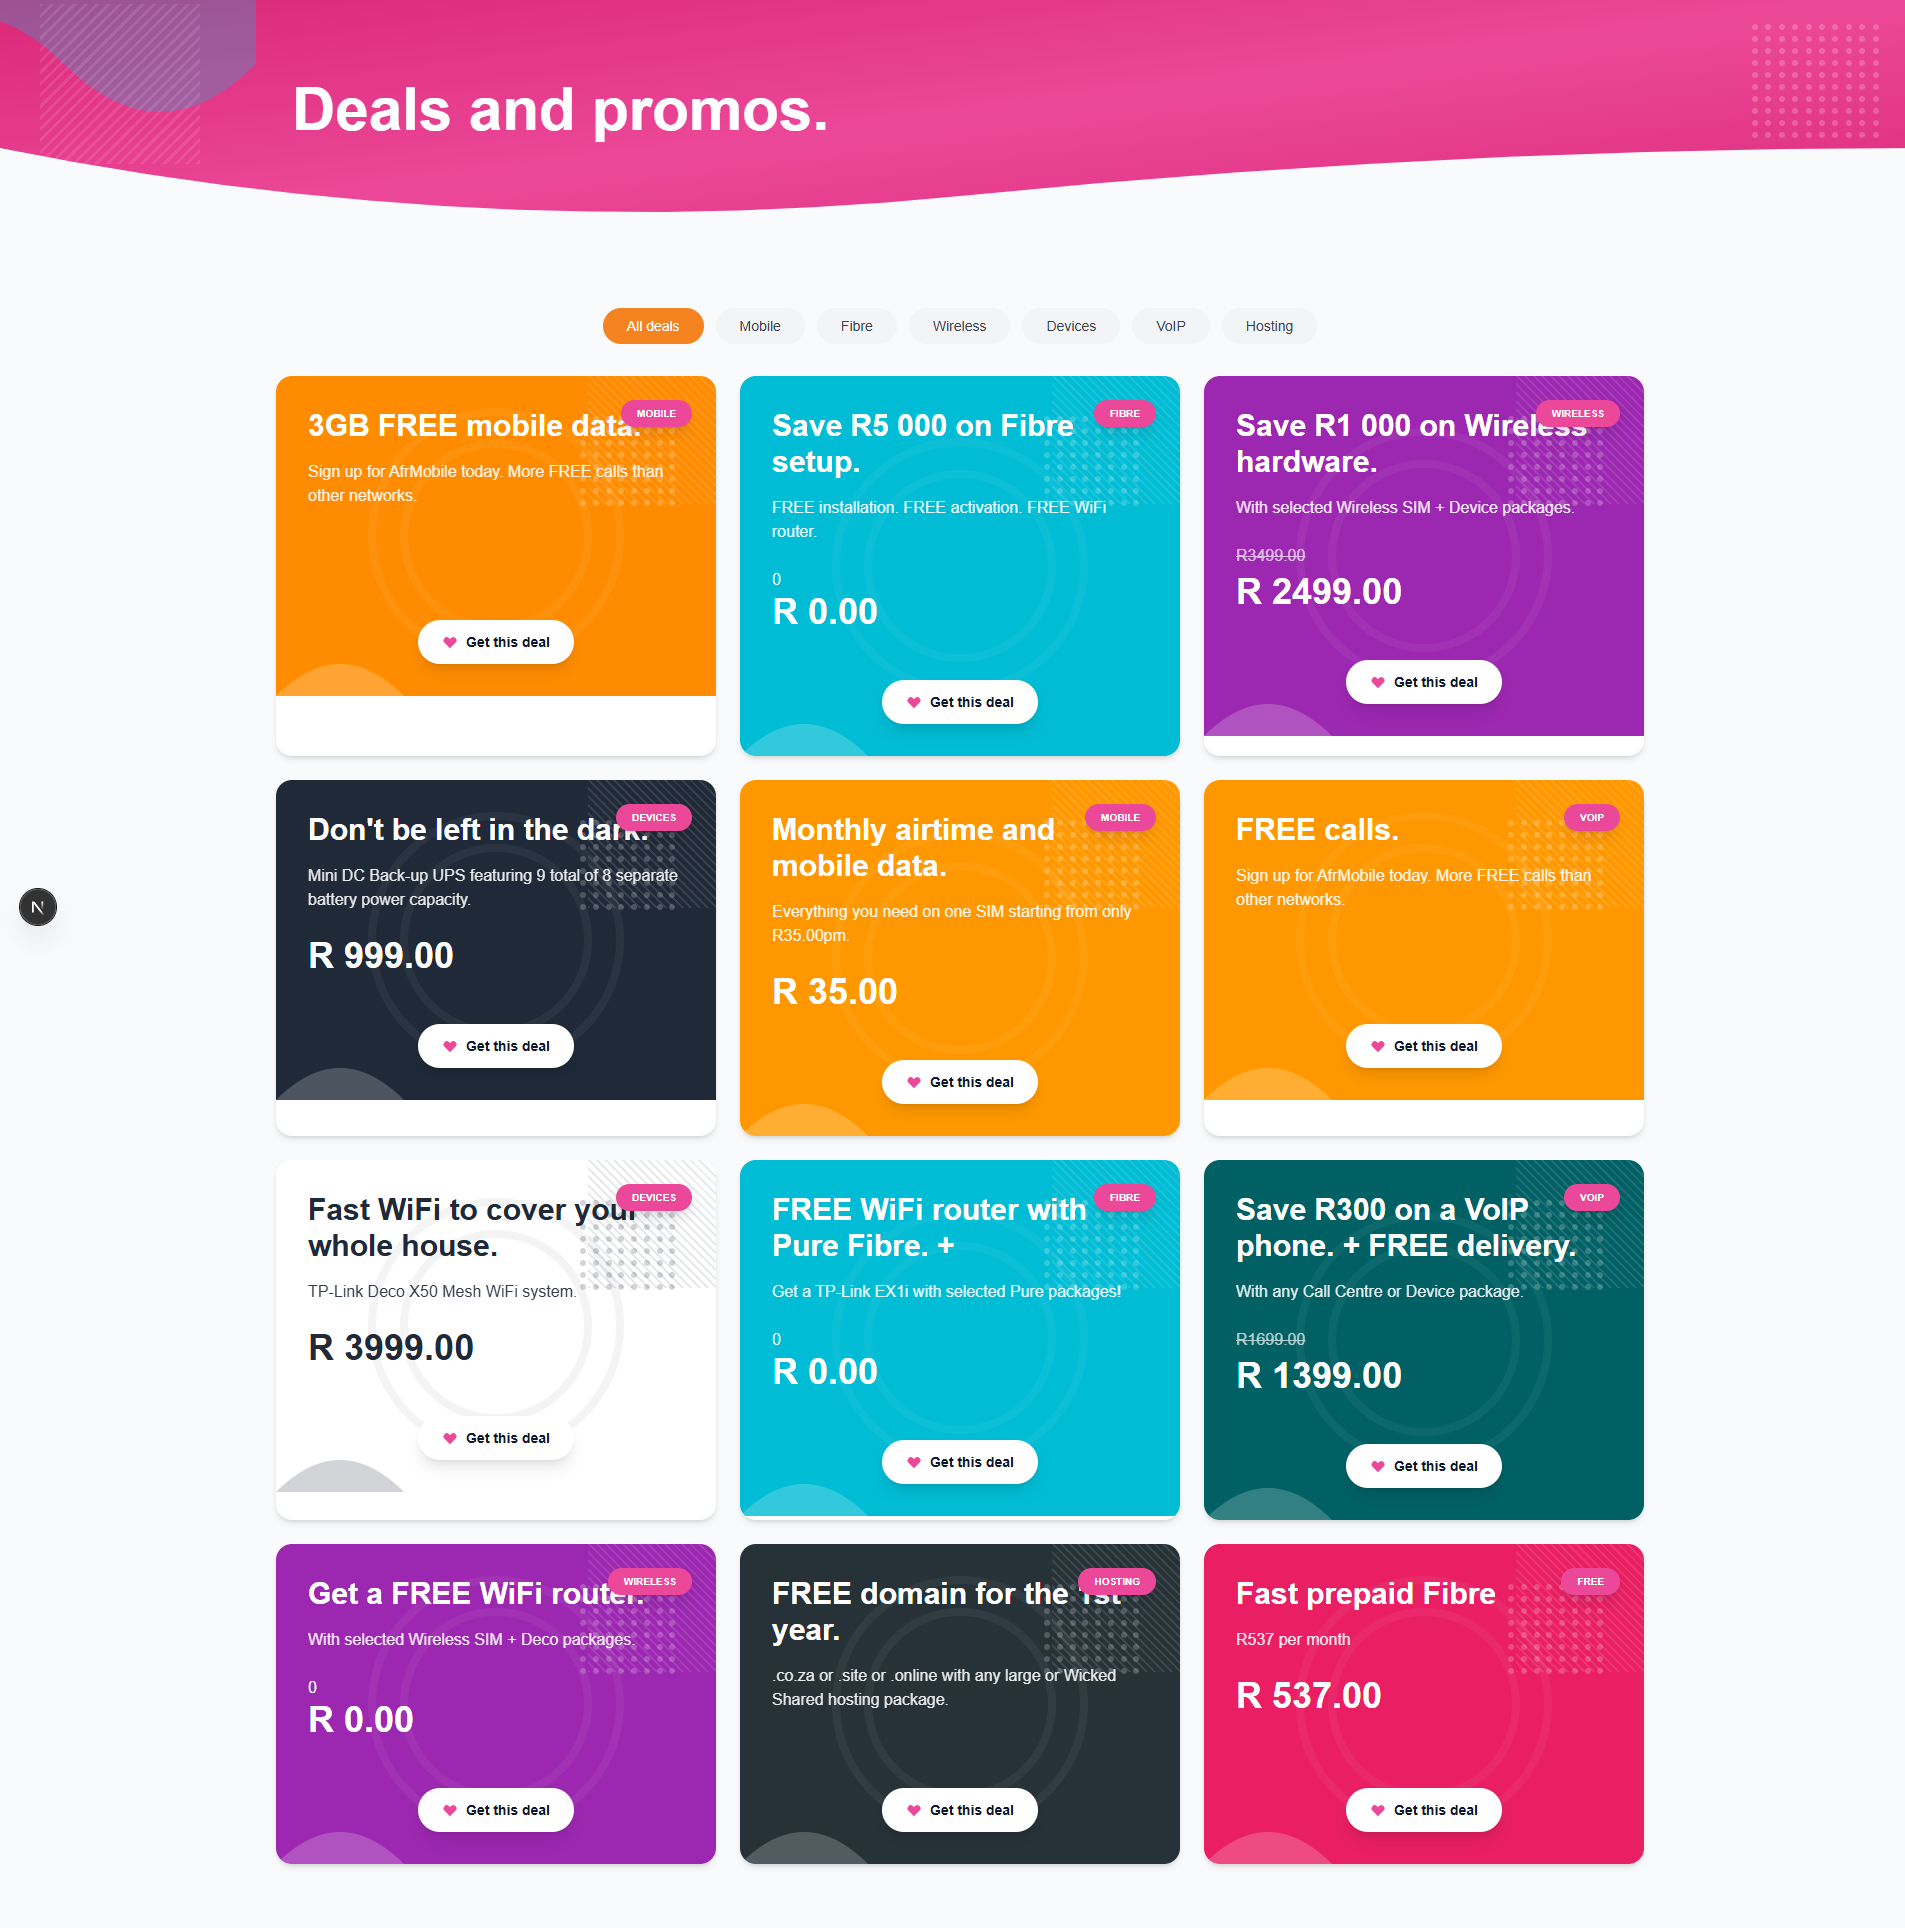 Deals and promos.
All deals
Mobile
Fibre
Wireless
Devices
VoIP
Hosting
3GB FREE mobile data.
MOBILE
Sign up for AfrMobile today. More FREE calls than
other networks.
Get this deal
Save R5 000 on Fibre
setup.
FIBRE
FREE installation. FREE activation. FREE WiFi
router.
0
R 0.00
Get this deal
Save R1 000 on Wireless
hardware.
WIRELESS
With selected Wireless SIM + Device packages.
R3499.00
R 2499.00
Get this deal
Don't be left in the dark.
DEVICES
Mini DC Back-up UPS featuring 9 total of 8 separate
battery power capacity.
R 999.00
Get this deal
Monthly airtime and
mobile data.
MOBILE
Everything you need on one SIM starting from only
R35.00pm.
R 35.00
Get this deal
FREE calls.
VOIP
Sign up for AfrMobile today. More FREE calls than
other networks.
Get this deal
N
Fast WiFi to cover your
whole house.
DEVICES
TP-Link Deco X50 Mesh WiFi system.
R 3999.00
Get this deal
FREE WiFi router with
Pure Fibre. +
FIBRE
Get a TP-Link EX1i with selected Pure packages!
0
R 0.00
Get this deal
Save R300 on a VoIP
phone. + FREE delivery.
VOIP
With any Call Centre or Device package.
R1699.00
R 1399.00
Get this deal
Get a FREE WiFi router.
WIRELESS
With selected Wireless SIM + Deco packages.
0
R 0.00
Get this deal
FREE domain for the 1st
year.
HOSTING
.co.za or .site or .online with any large or Wicked
Shared hosting package.
Get this deal
Fast prepaid Fibre
FREE
R537 per month
R 537.00
Get this deal